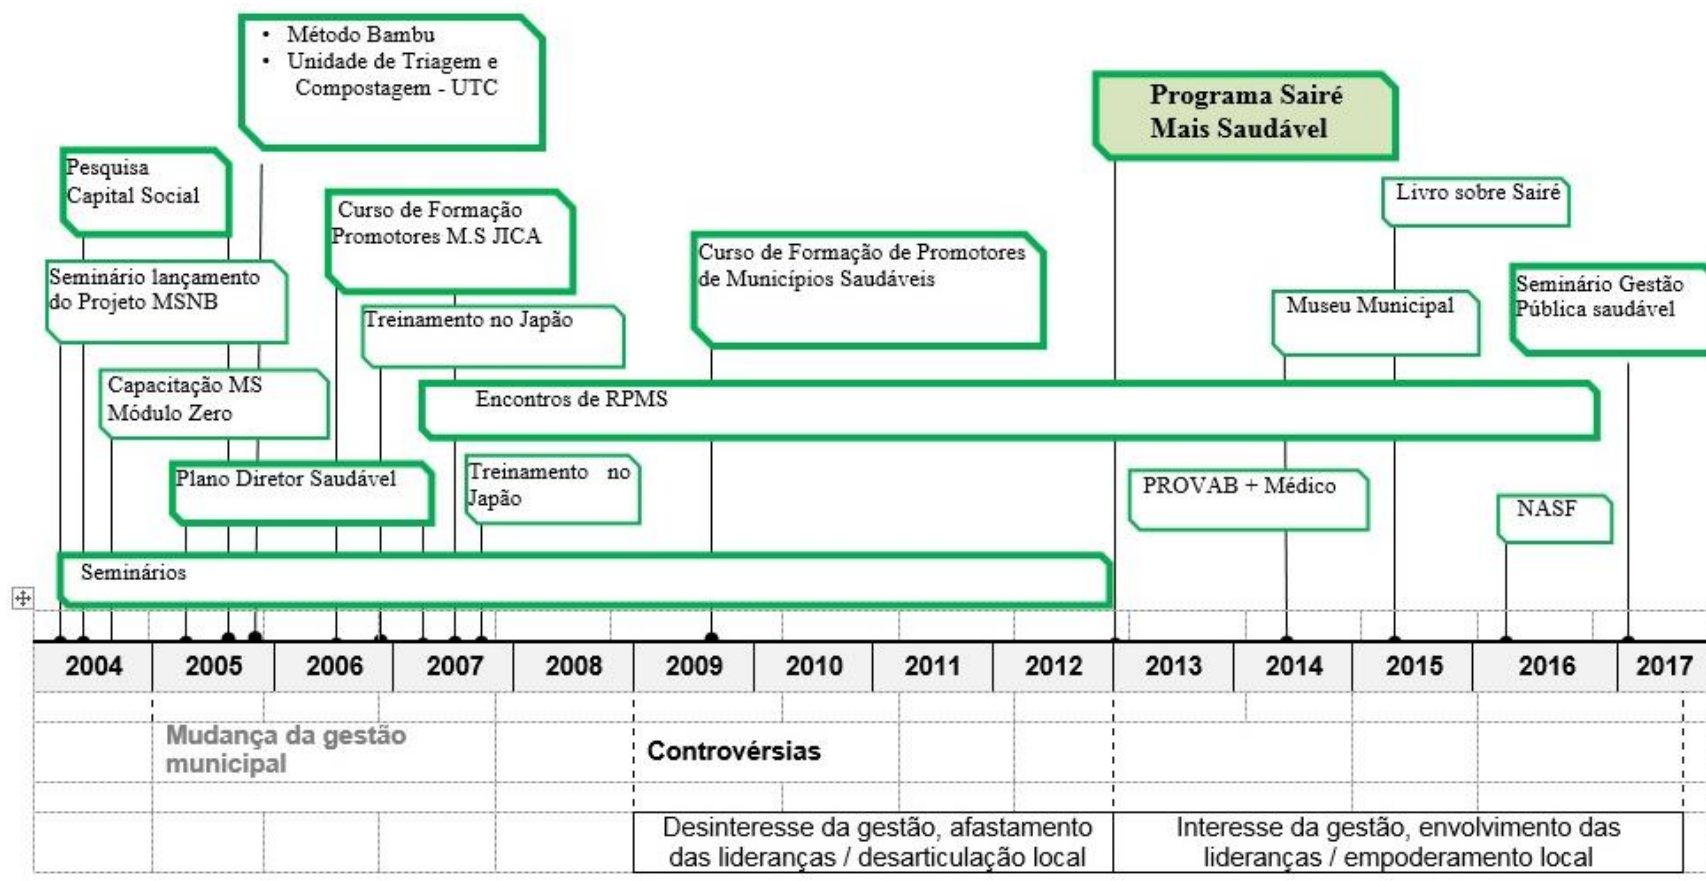 • Método Bambu
• Unidade de Triagem e
Compostagem - UTC
Programa Sairé
Mais Saudável
Pesquisa
Capital Social
Livro sobre Sairé
Curso de Formação
Promotores M.S JICA
Curso de Formação de Promotores
de Municípios Saudáveis
Seminário lançamento
do Projeto MSNB
Seminário Gestão
Pública saudável
Museu Municipal
Treinamento no Japão
Capacitação MS
Módulo Zero
Encontros de RPMS
Plano Diretor Saudável
Treinamento no
Japão
PROVAB + Médico
NASF
Seminários
2004 2005 2006 2007 2008 2009 2010 2011 2012 2013 2014 2015 2016 2017
Mudança da gestão
municipal
Controvérsias
Desinteresse da gestão, afastamento
das lideranças / desarticulação local
Interesse da gestão, envolvimento das
lideranças / empoderamento local